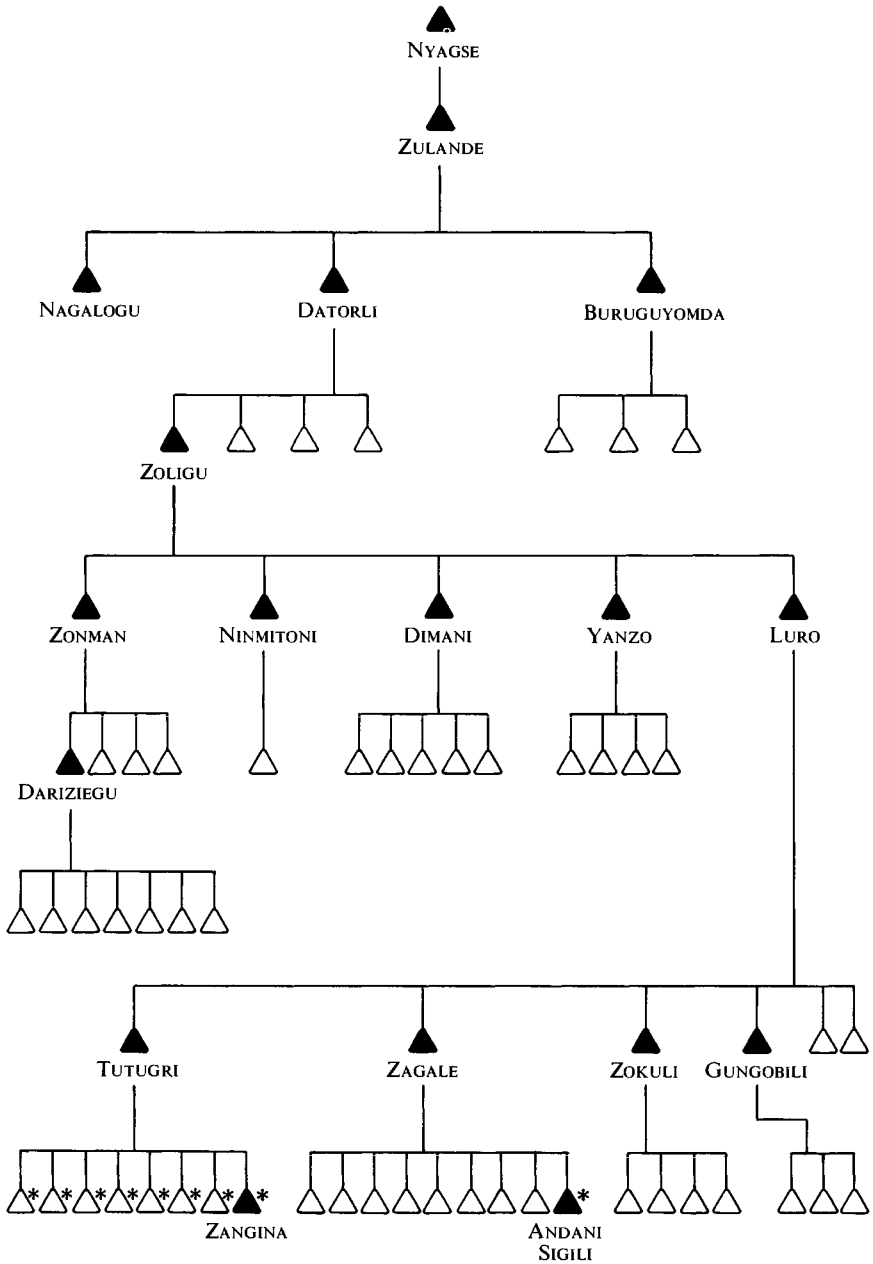 NYAGSE
ZULANDE
NAGALOGU DATORLI BURUGUYOMDA
ZOLIGU
ZONMAN NINMITONI DIMANI YANZO LURO
DARIZIEGU
TUTUGRI ZAGALE ZOKULI GUNGOBILI
* * * * * * * * *
ZANGINA ANDANI
SIGILI